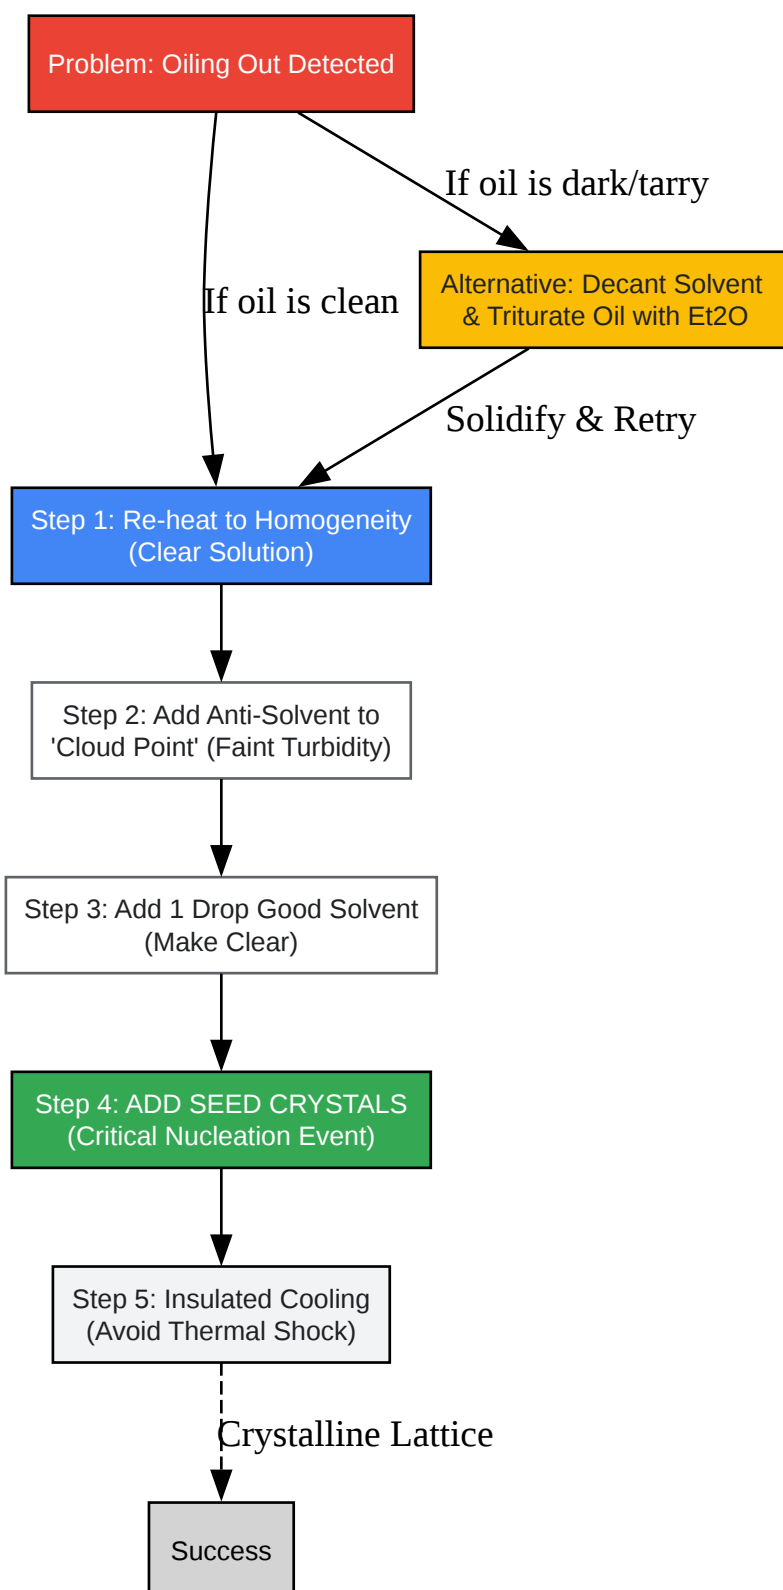 Problem: Oiling Out Detected
If oil is dark/tarry
Alternative: Decant Solvent
& Triturate Oil with Et2O
If oil is clean
Solidify & Retry
Step 1: Re-heat to Homogeneity
(Clear Solution)
Step 2: Add Anti-Solvent to
'Cloud Point' (Faint Turbidity)
Step 3: Add 1 Drop Good Solvent
(Make Clear)
Step 4: ADD SEED CRYSTALS
(Critical Nucleation Event)
Step 5: Insulated Cooling
(Avoid Thermal Shock)
Crystalline Lattice
Success